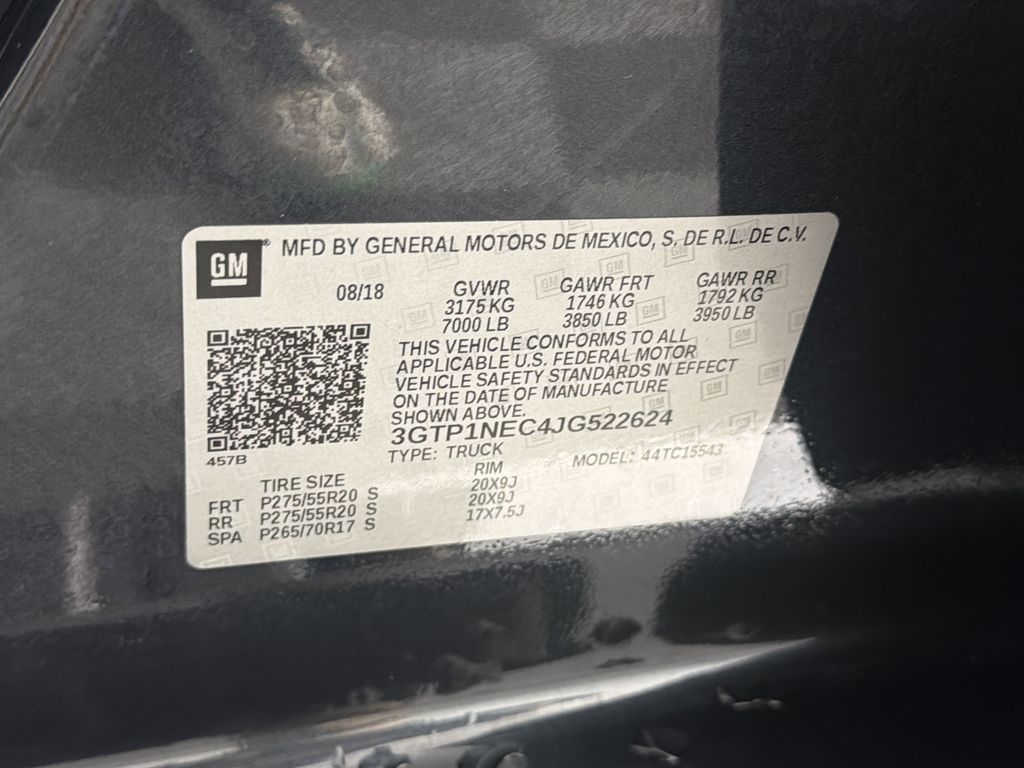 GM ® MFD BY GENERAL MOTORS DE MEXICO, S. DE R.L. DE C.V.
08/18 GVWR GAWR FRT GAWR RR
3175 KG 1746 KG 1792 KG
7000 LB 3850 LB 3950 LB
THIS VEHICLE CONFORMS TO ALL
APPLICABLE U.S. FEDERAL MOTOR
VEHICLE SAFETY STANDARDS IN EFFECT
ON THE DATE OF MANUFACTURE
SHOWN ABOVE.
3GTP1NEC4JG522624
457B TYPE: TRUCK MODEL: 44TC15543
TIRE SIZE RIM
FRT P275/55R20 S 20X9J
RR P275/55R20 S 20X9J
SPA P265/70R17 S 17X7.5J